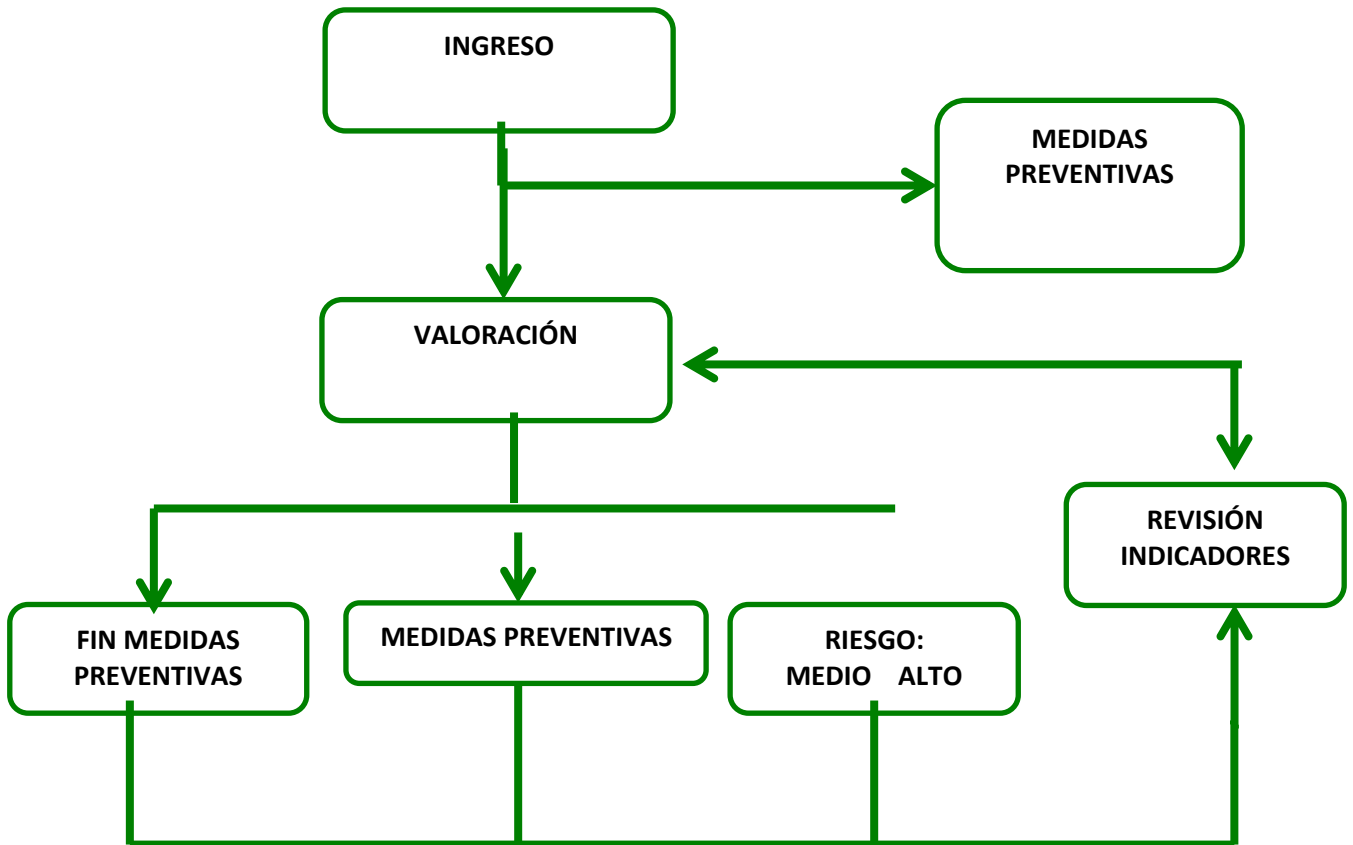 INGRESO
MEDIDAS
PREVENTIVAS
VALORACIÓN
REVISIÓN
INDICADORES
FIN MEDIDAS
PREVENTIVAS
MEDIDAS PREVENTIVAS
RIESGO:
MEDIO ALTO